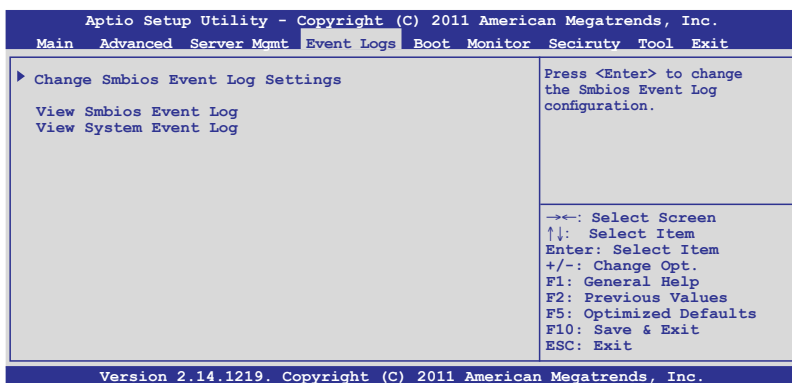 Aptio Setup Utility - Copyright (C) 2011 American Megatrends, Inc.
Main Advanced Server Mgmt Event Logs Boot Monitor Seciruty Tool Exit
Change Smbios Event Log Settings
View Smbios Event Log
View System Event Log
Press <Enter> to change
the Smbios Event Log
configuration.
→←: Select Screen
↑↓: Select Item
Enter: Select Item
+/-: Change Opt.
F1: General Help
F2: Previous Values
F5: Optimized Defaults
F10: Save & Exit
ESC: Exit
Version 2.14.1219. Copyright (C) 2011 American Megatrends, Inc.